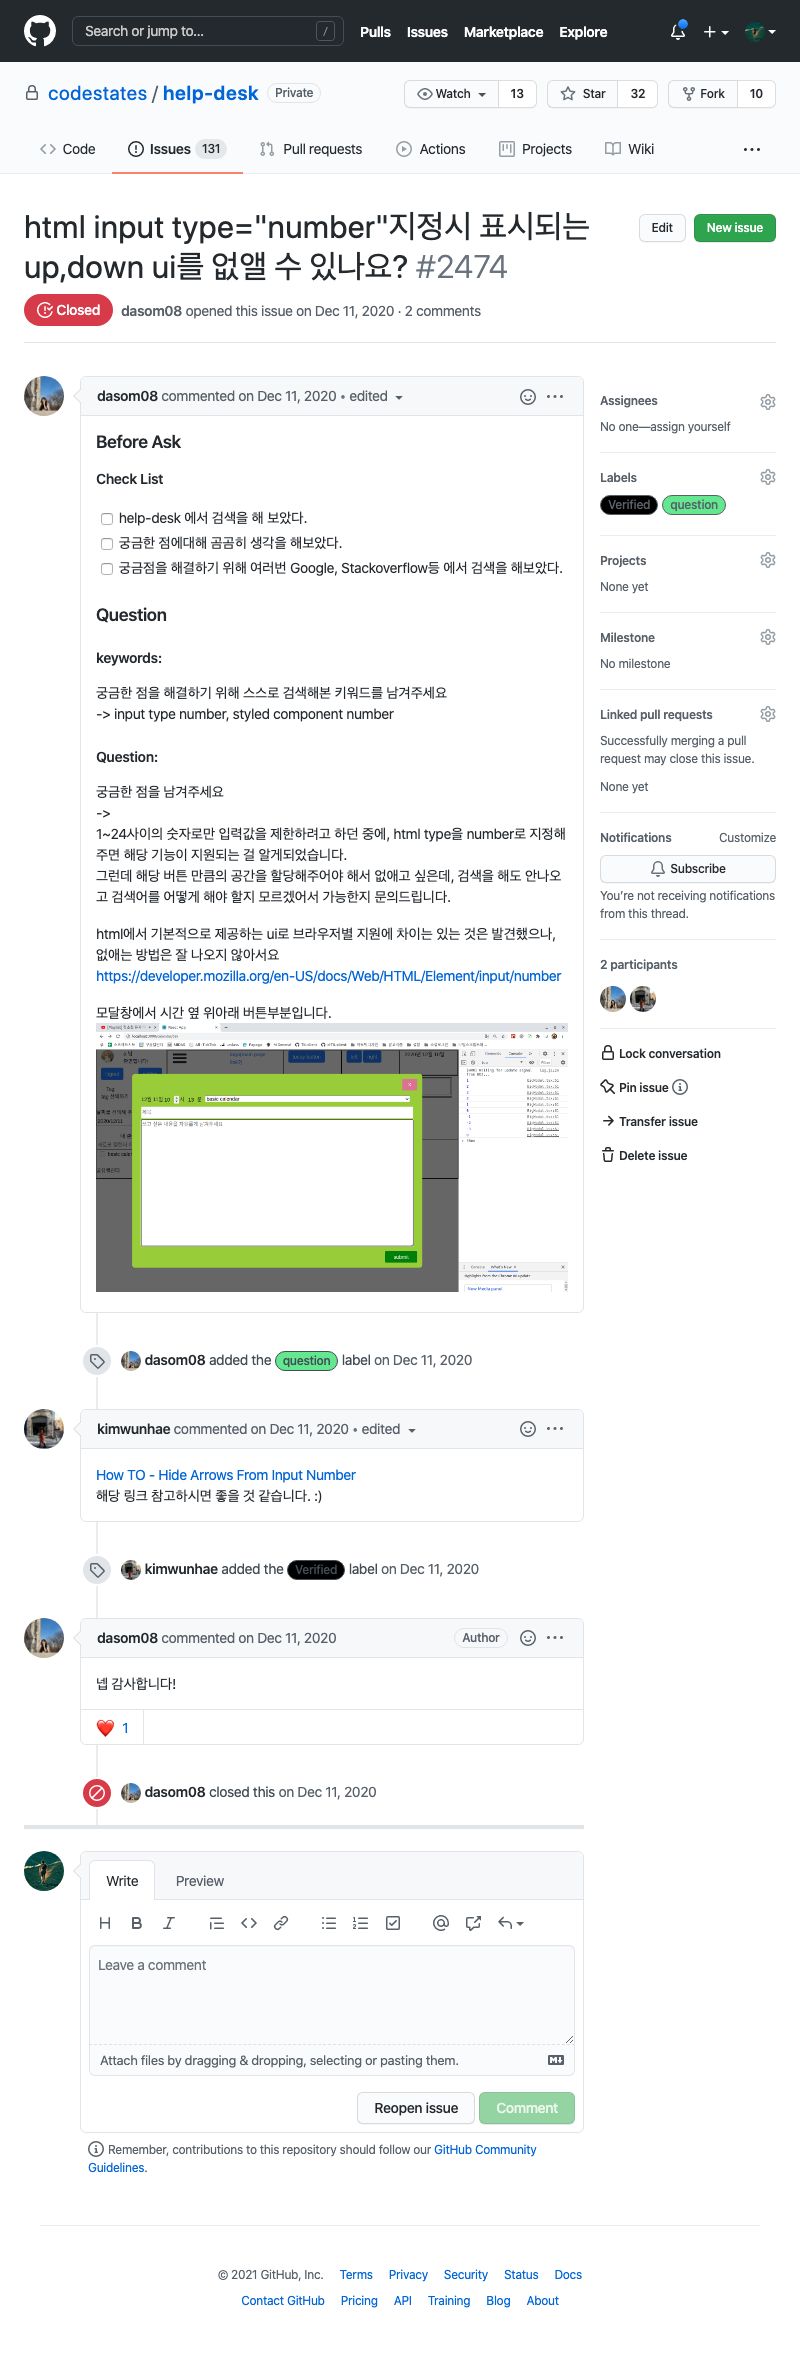 Search or jump to...
/
Pulls Issues Marketplace Explore
codestates / help-desk Private
Watch 13 Star 32 Fork 10
Code Issues 131 Pull requests Actions Projects Wiki ...
html input type="number"지정시 표시되는
up,down ui를 없앨 수 있나요? #2474
Edit New issue
Closed dasom08 opened this issue on Dec 11, 2020 · 2 comments
dasom08 commented on Dec 11, 2020 • edited
Before Ask
Check List
help-desk 에서 검색을 해 보았다.
궁금한 점에대해 곰곰히 생각을 해보았다.
궁금점을 해결하기 위해 여러번 Google, Stackoverflow등 에서 검색을 해보았다.
Question
keywords:
궁금한 점을 해결하기 위해 스스로 검색해본 키워드를 남겨주세요
-> input type number, styled component number
Question:
궁금한 점을 남겨주세요
->
1~24사이의 숫자로만 입력값을 제한하려고 하던 중에, html type을 number로 지정해
주면 해당 기능이 지원되는 걸 알게되었습니다.
그런데 해당 버튼 만큼의 공간을 할당해주어야 해서 없애고 싶은데, 검색을 해도 안나오
고 검색어를 어떻게 해야 할지 모르겠어서 가능한지 문의드립니다.
html에서 기본적으로 제공하는 ui로 브라우저별 지원에 차이는 있는 것은 발견했으나,
없애는 방법은 잘 나오지 않아서요
https://developer.mozilla.org/en-US/docs/Web/HTML/Element/input/number
모달창에서 시간 옆 위아래 버튼부분입니다.
basic calendar
submit
dasom08 added the question label on Dec 11, 2020
kimwunhae commented on Dec 11, 2020 • edited
How TO - Hide Arrows From Input Number
해당 링크 참고하시면 좋을 것 같습니다. :)
kimwunhae added the Verified label on Dec 11, 2020
dasom08 commented on Dec 11, 2020 Author
넵 감사합니다!
1
dasom08 closed this on Dec 11, 2020
Write Preview
Leave a comment
Attach files by dragging & dropping, selecting or pasting them.
Reopen issue Comment
Remember, contributions to this repository should follow our GitHub Community
Guidelines.
Assignees
No one—assign yourself
Labels
Verified question
Projects
None yet
Milestone
No milestone
Linked pull requests
Successfully merging a pull
request may close this issue.
None yet
Notifications Customize
Subscribe
You're not receiving notifications
from this thread.
2 participants
Lock conversation
Pin issue
Transfer issue
Delete issue
© 2021 GitHub, Inc. Terms Privacy Security Status Docs
Contact GitHub Pricing API Training Blog About